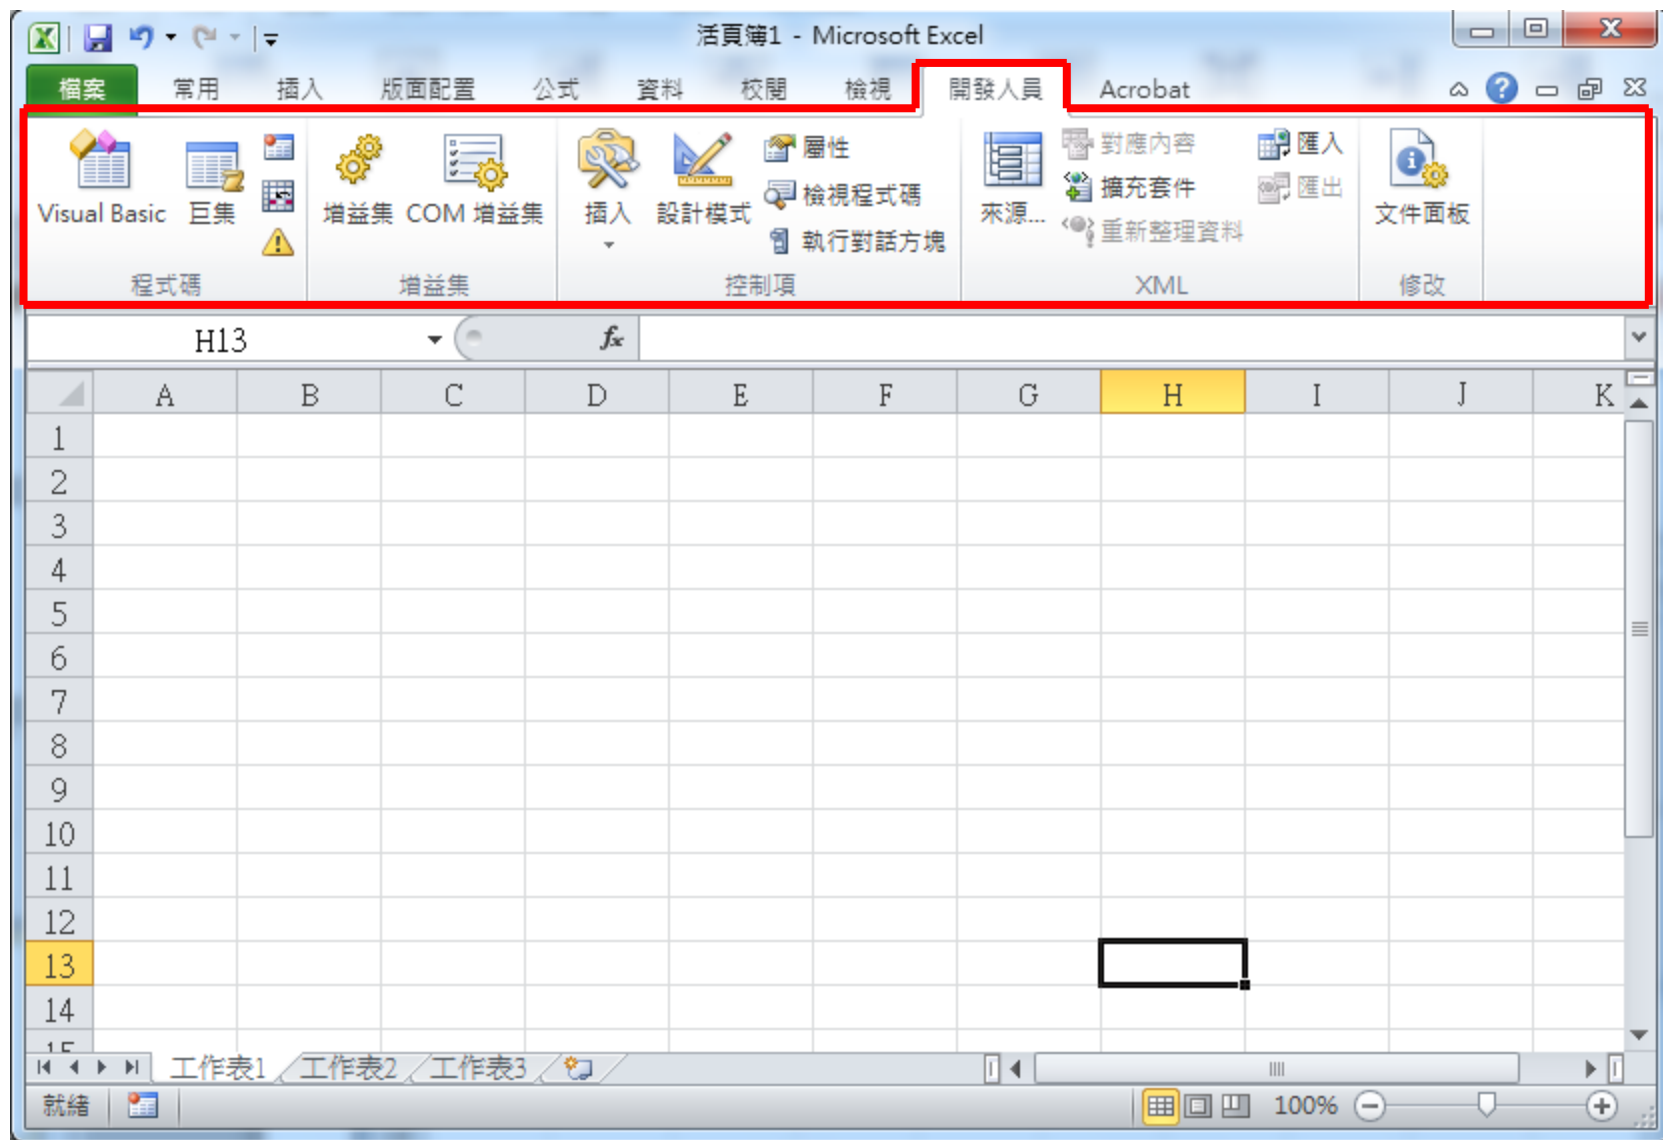 活頁簿1 - Microsoft Excel
檔案 常用 插入 版面配置 公式 資料 校閱 檢視 開發人員 Acrobat
Visual Basic 巨集 增益集 COM 增益集 插入 設計模式 屬性 來源... 對應內容 匯入 文件面板
檢視程式碼 擴充套件 匯出
執行對話方塊 重新整理資料
程式碼 增益集 控制項 XML 修改
H13 fx
A B C D E F G H I J K
1
2
3
4
5
6
7
8
9
10
11
12
13
14
15
工作表1 工作表2 工作表3
就緒 100%